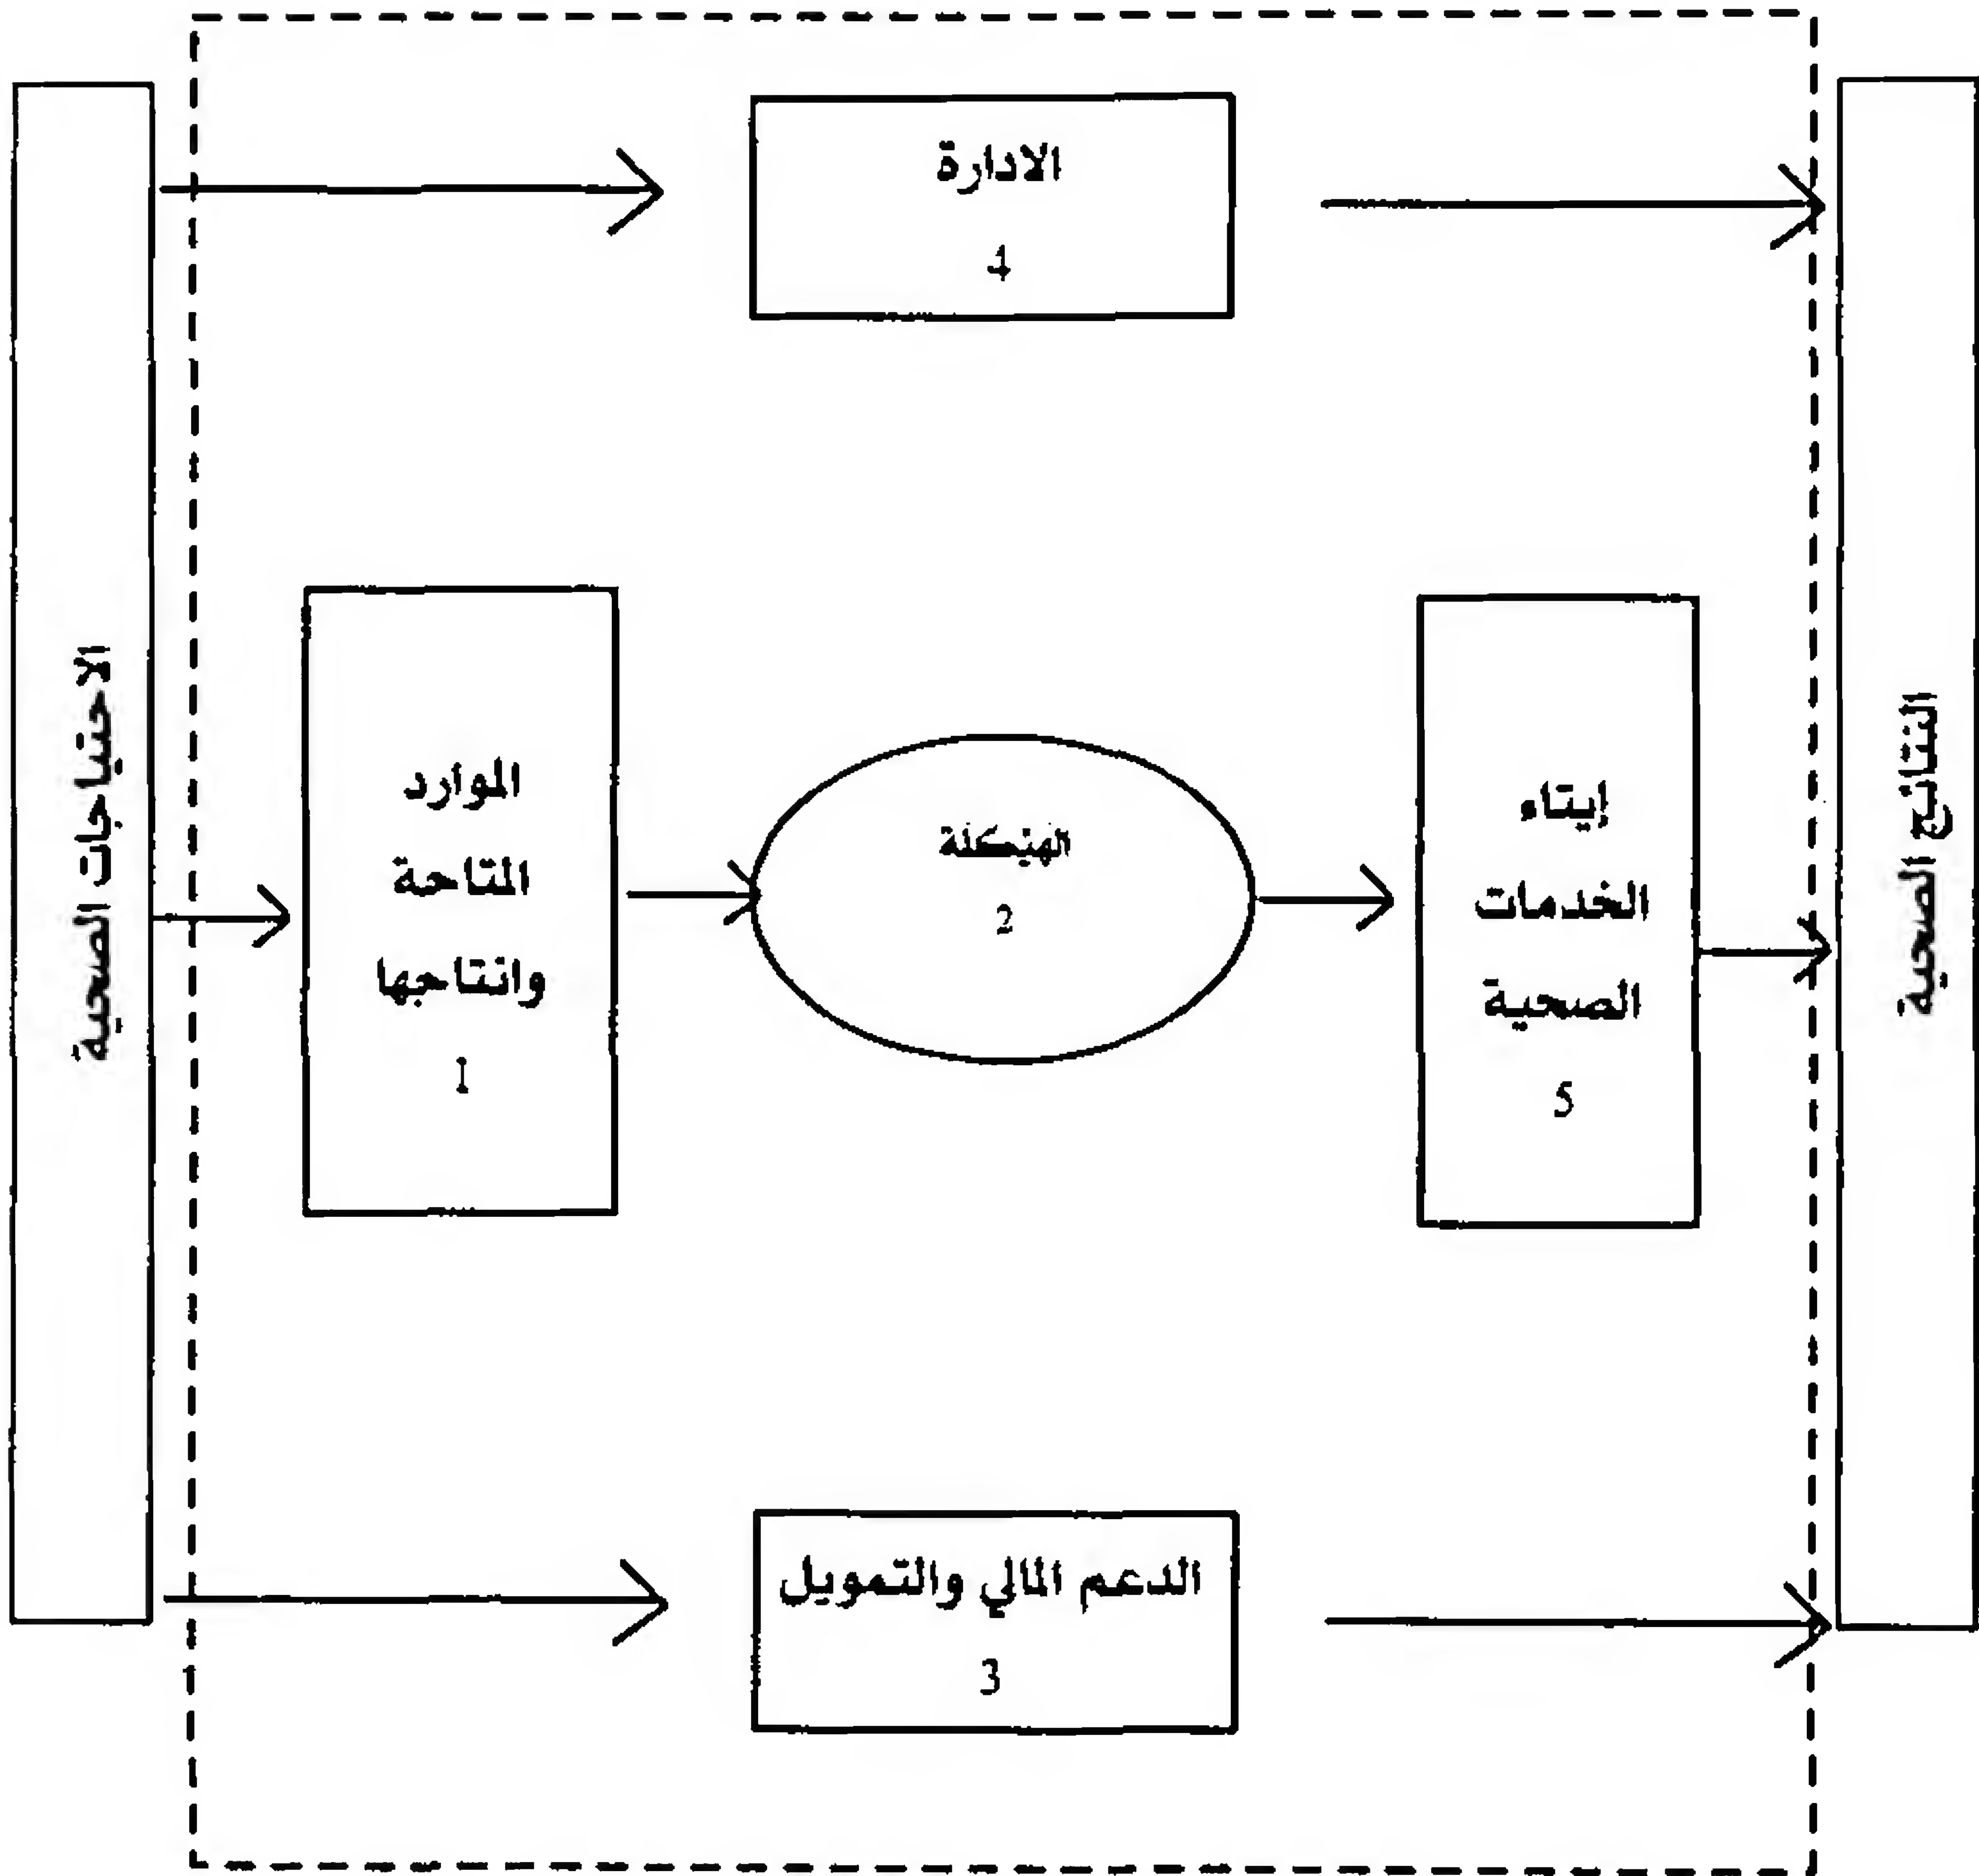 الادارة
4
الاحتياجات الصحية
الموارد
المتاحة
وانتاجها
1
الهيكلة
2
إيتاء
الخدمات
الصحية
5
النتائج الصحية
الدعم المالي والتمويل
3